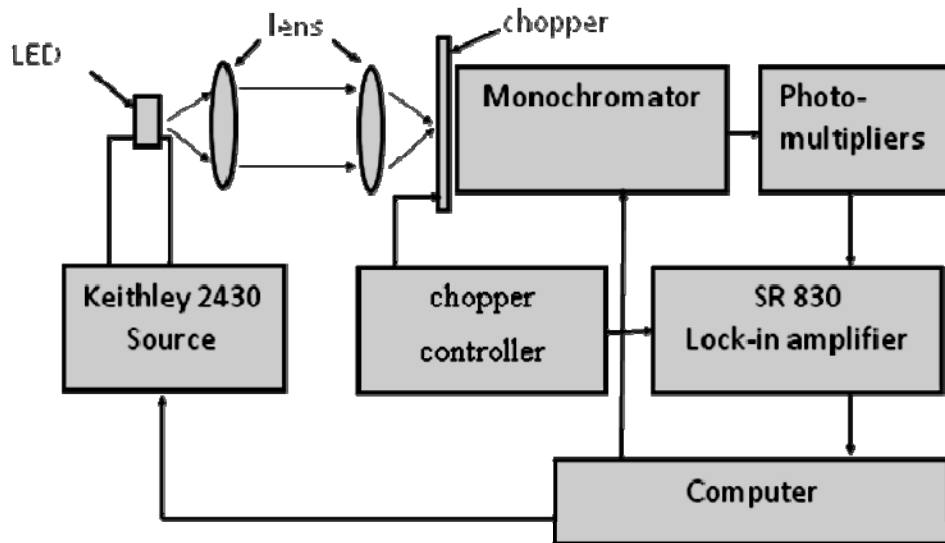 LED
lens
chopper
Monochromator
Photo-
multipliers
Keithley 2430
Source
chopper
controller
SR 830
Lock-in amplifier
Computer